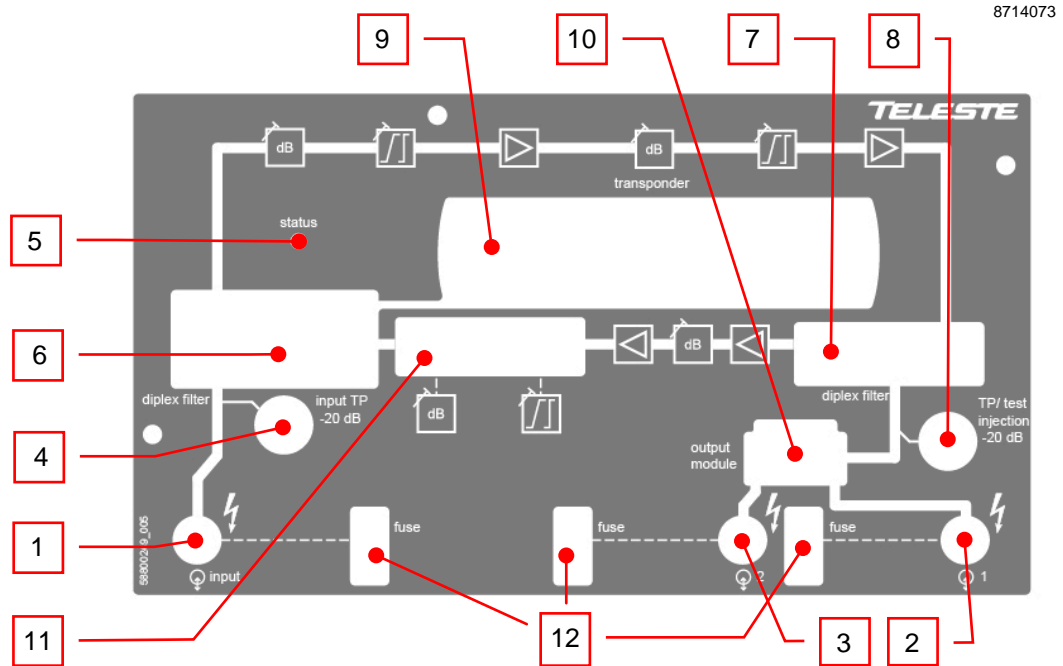 8714073
9
10
7
8
TELESTE
dB
dB
transponder
status
5
6
dB
diplex filter
input TP
-20 dB
dB
diplex filter
TP/ test
injection
-20 dB
4
output
module
1
58800249_005
fuse
fuse
fuse
input
2
1
11
12
3
2